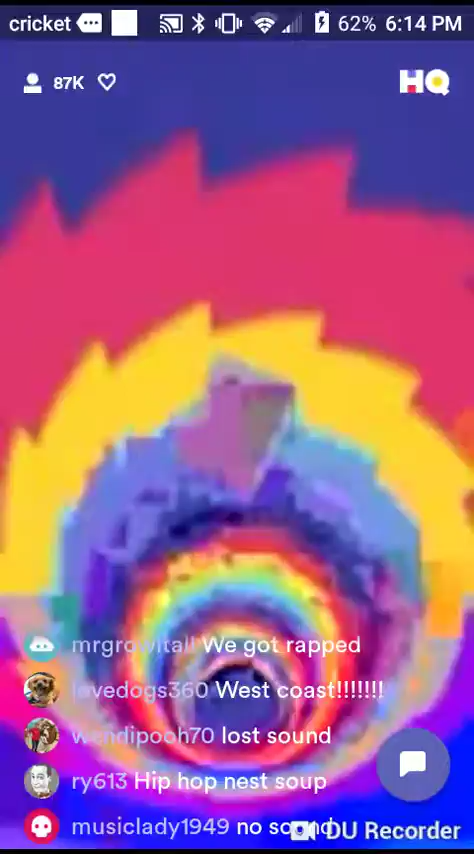 cricket 62% 6:14 PM
87K HQ
mrgrowitall We got rapped
lovedogs360 West coast!!!!!!!
wendipooh70 lost sound
ry613 Hip hop nest soup
musiclady1949 no sound
DU Recorder